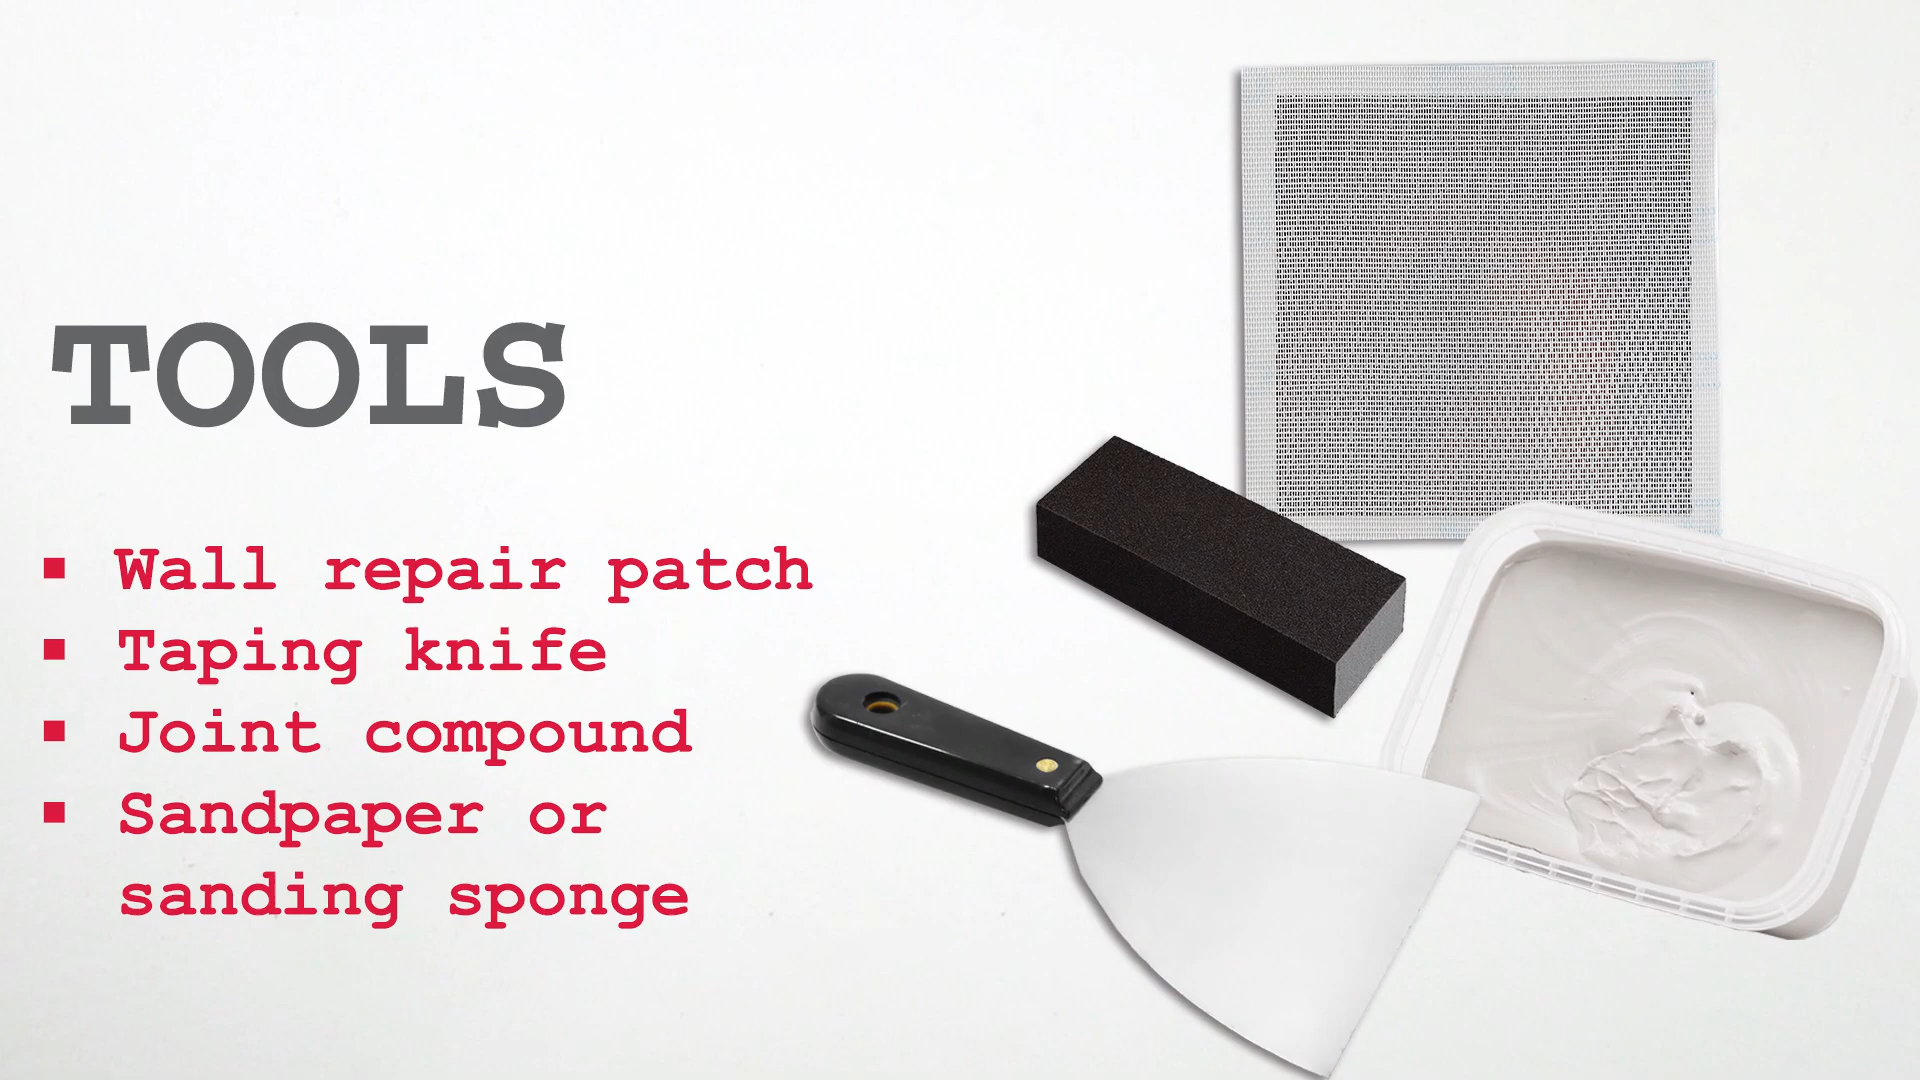 TOOLS
▪ Wall repair patch
▪ Taping knife
▪ Joint compound
▪ Sandpaper or
sanding sponge